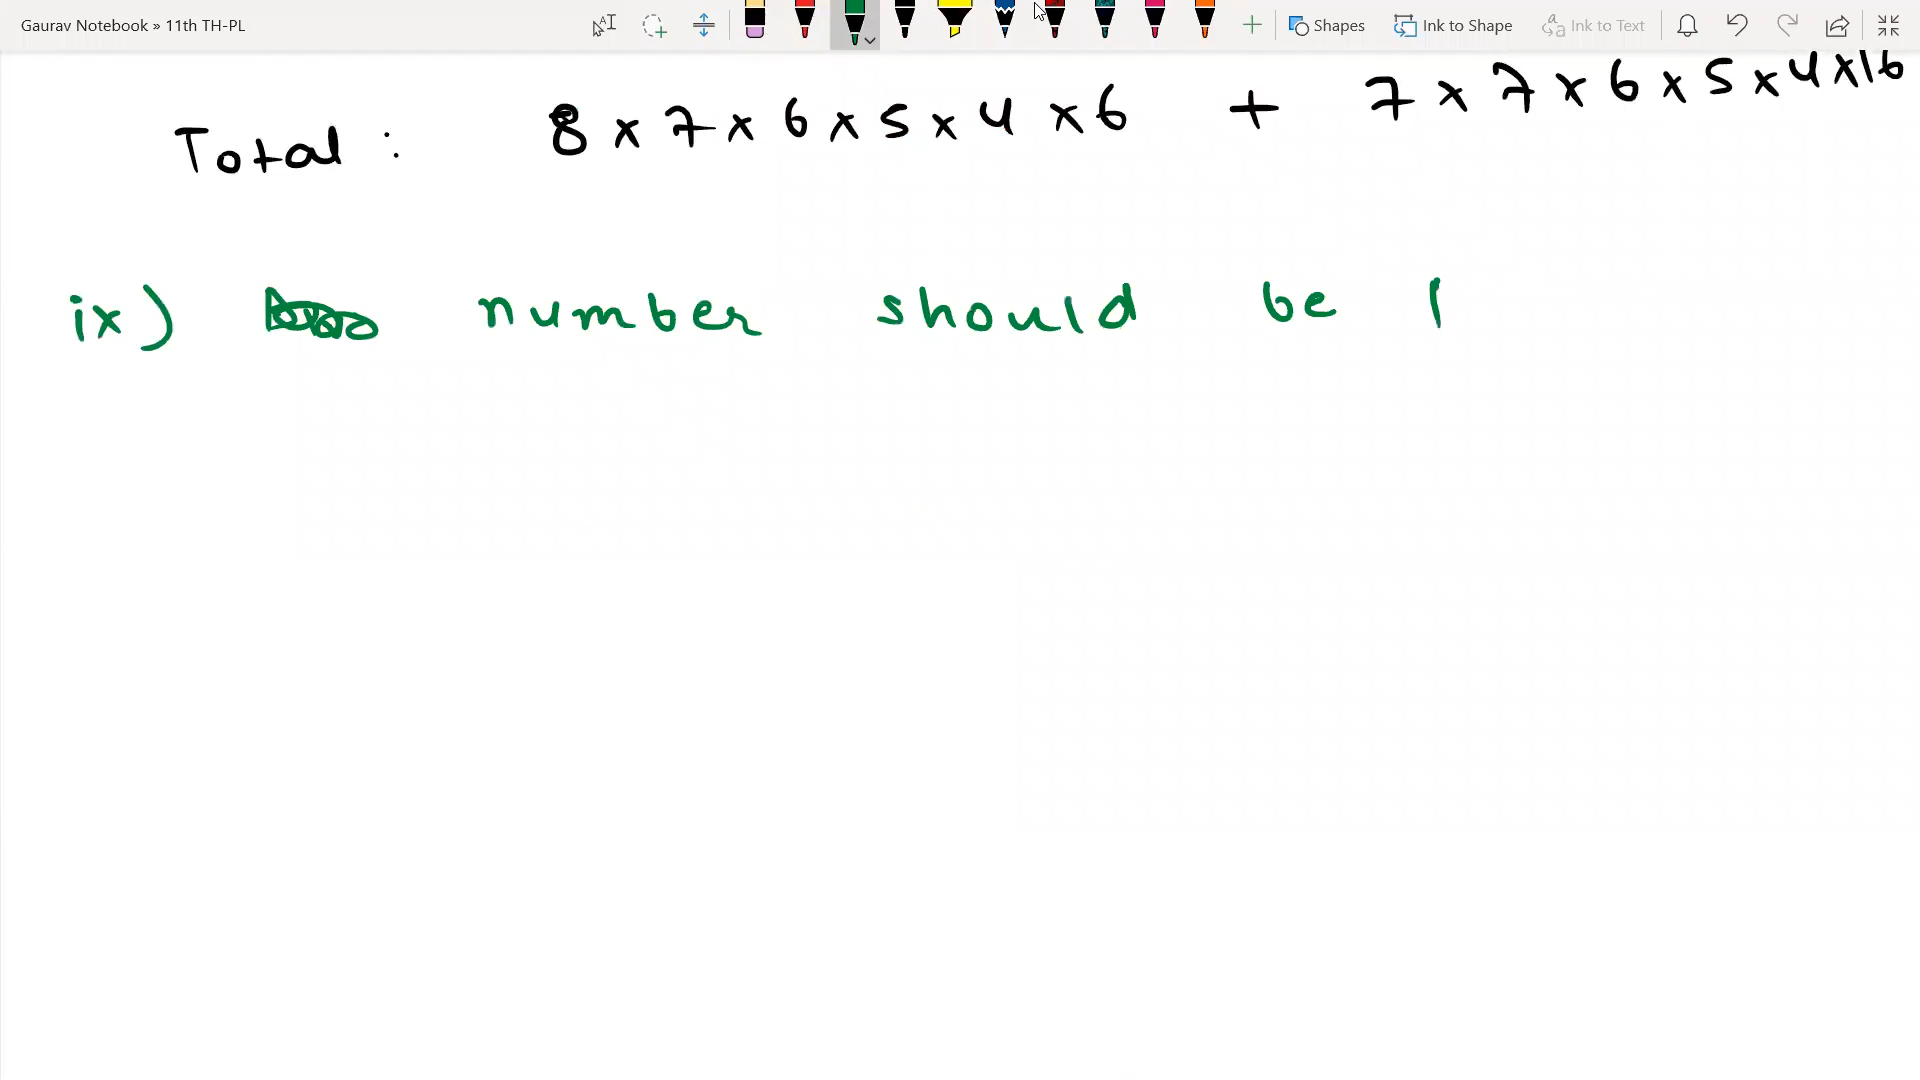 Gaurav Notebook » 11th TH-PL
Shapes Ink to Shape Ink to Text
Total : 8 x 7 x 6 x 5 x 4 x 6 + 7 x 7 x 6 x 5 x 4 x 16
ix) number should be